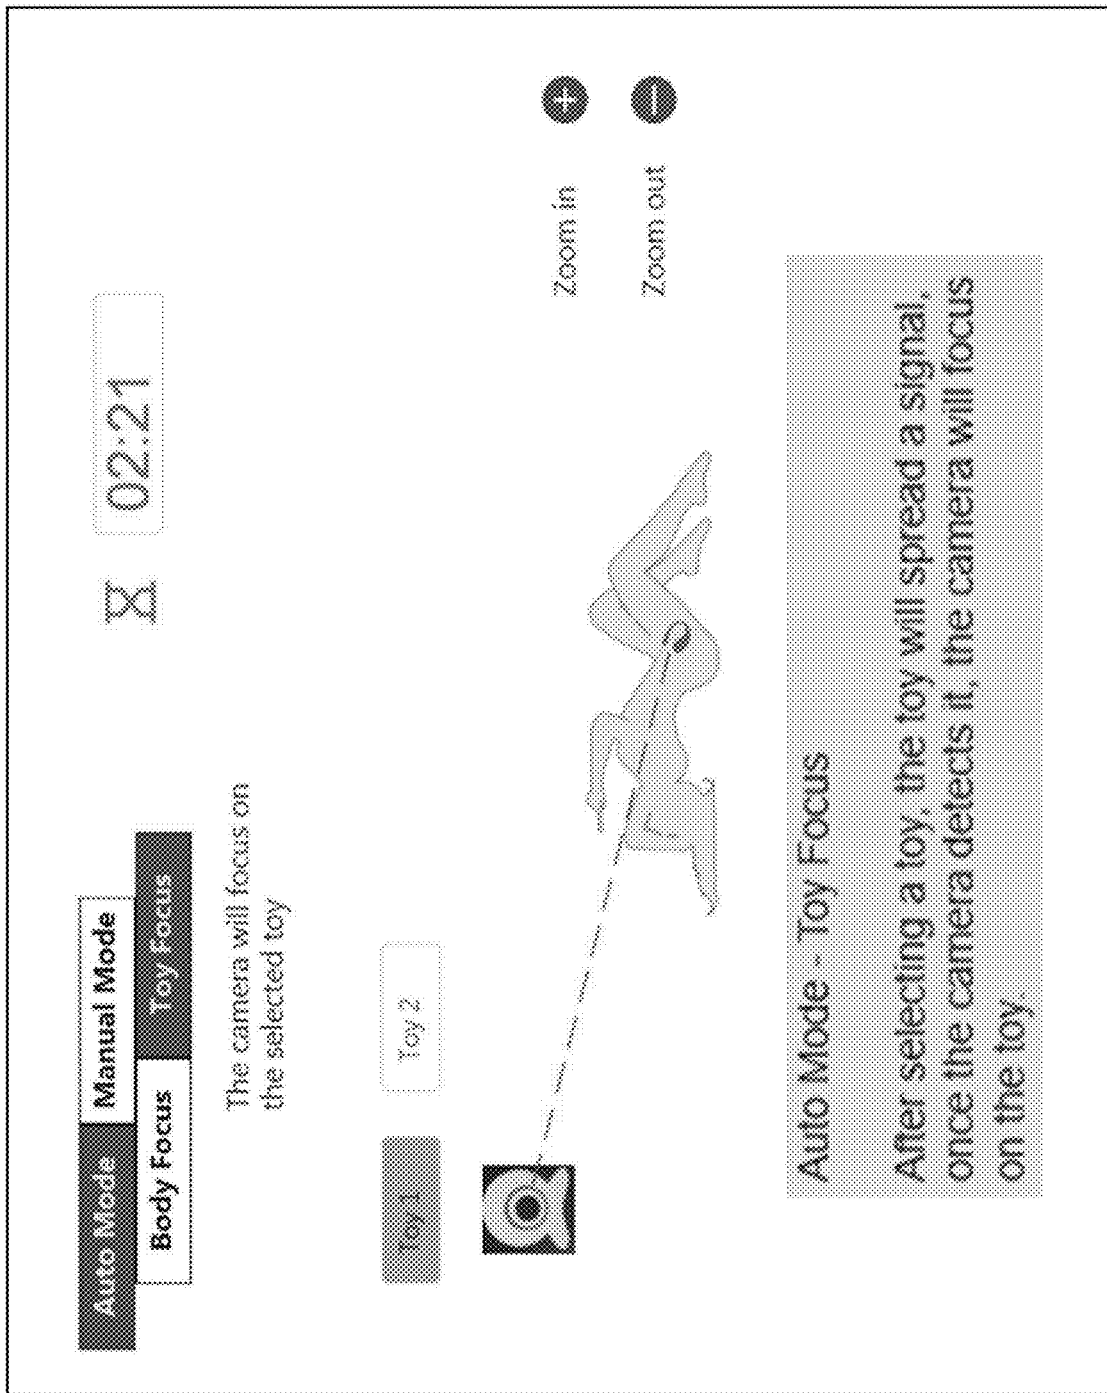 Auto Mode
Manual Mode
Body Focus
Toy Focus
02:21
The camera will focus on
the selected toy
Toy 1
Toy 2
Zoom in
Zoom out
Auto Mode - Toy Focus
After selecting a toy, the toy will spread a signal,
once the camera detects it, the camera will focus
on the toy.